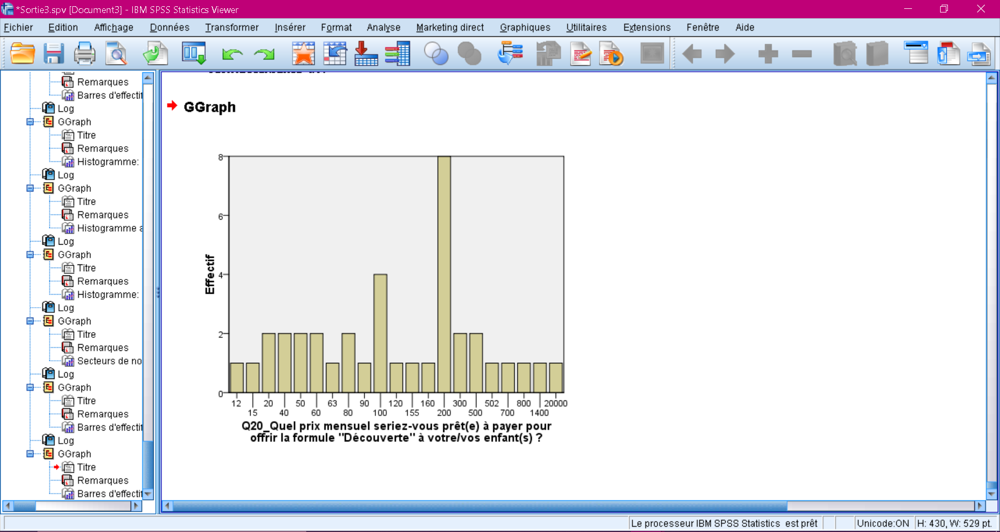 *Sortie3.spv [Document3] - IBM SPSS Statistics Viewer
Fichier Edition Affichage Données Transformer Insérer Format Analyse Marketing direct Graphiques Utilitaires Extensions Fenêtre Aide
Remarques
Barres d'effectif
Log
GGraph
Titre
Remarques
Histogramme:
Log
GGraph
Titre
Remarques
Histogramme a
Log
GGraph
Titre
Remarques
Histogramme:
Log
GGraph
Titre
Remarques
Secteurs de no
Log
GGraph
Titre
Remarques
Barres d'effectif
Log
GGraph
Titre
Remarques
Barres d'effectif
GGraph
8
6
4
2
0
Effectif
12 20 50 63 90 120 160 300 502 800 20000
15 40 60 80 100 155 200 500 700 1400
Q20_Quel prix mensuel seriez-vous prêt(e) à payer pour
offrir la formule "Découverte" à votre/vos enfant(s) ?
Le processeur IBM SPSS Statistics est prêt Unicode:ON H: 430, W: 529 pt.